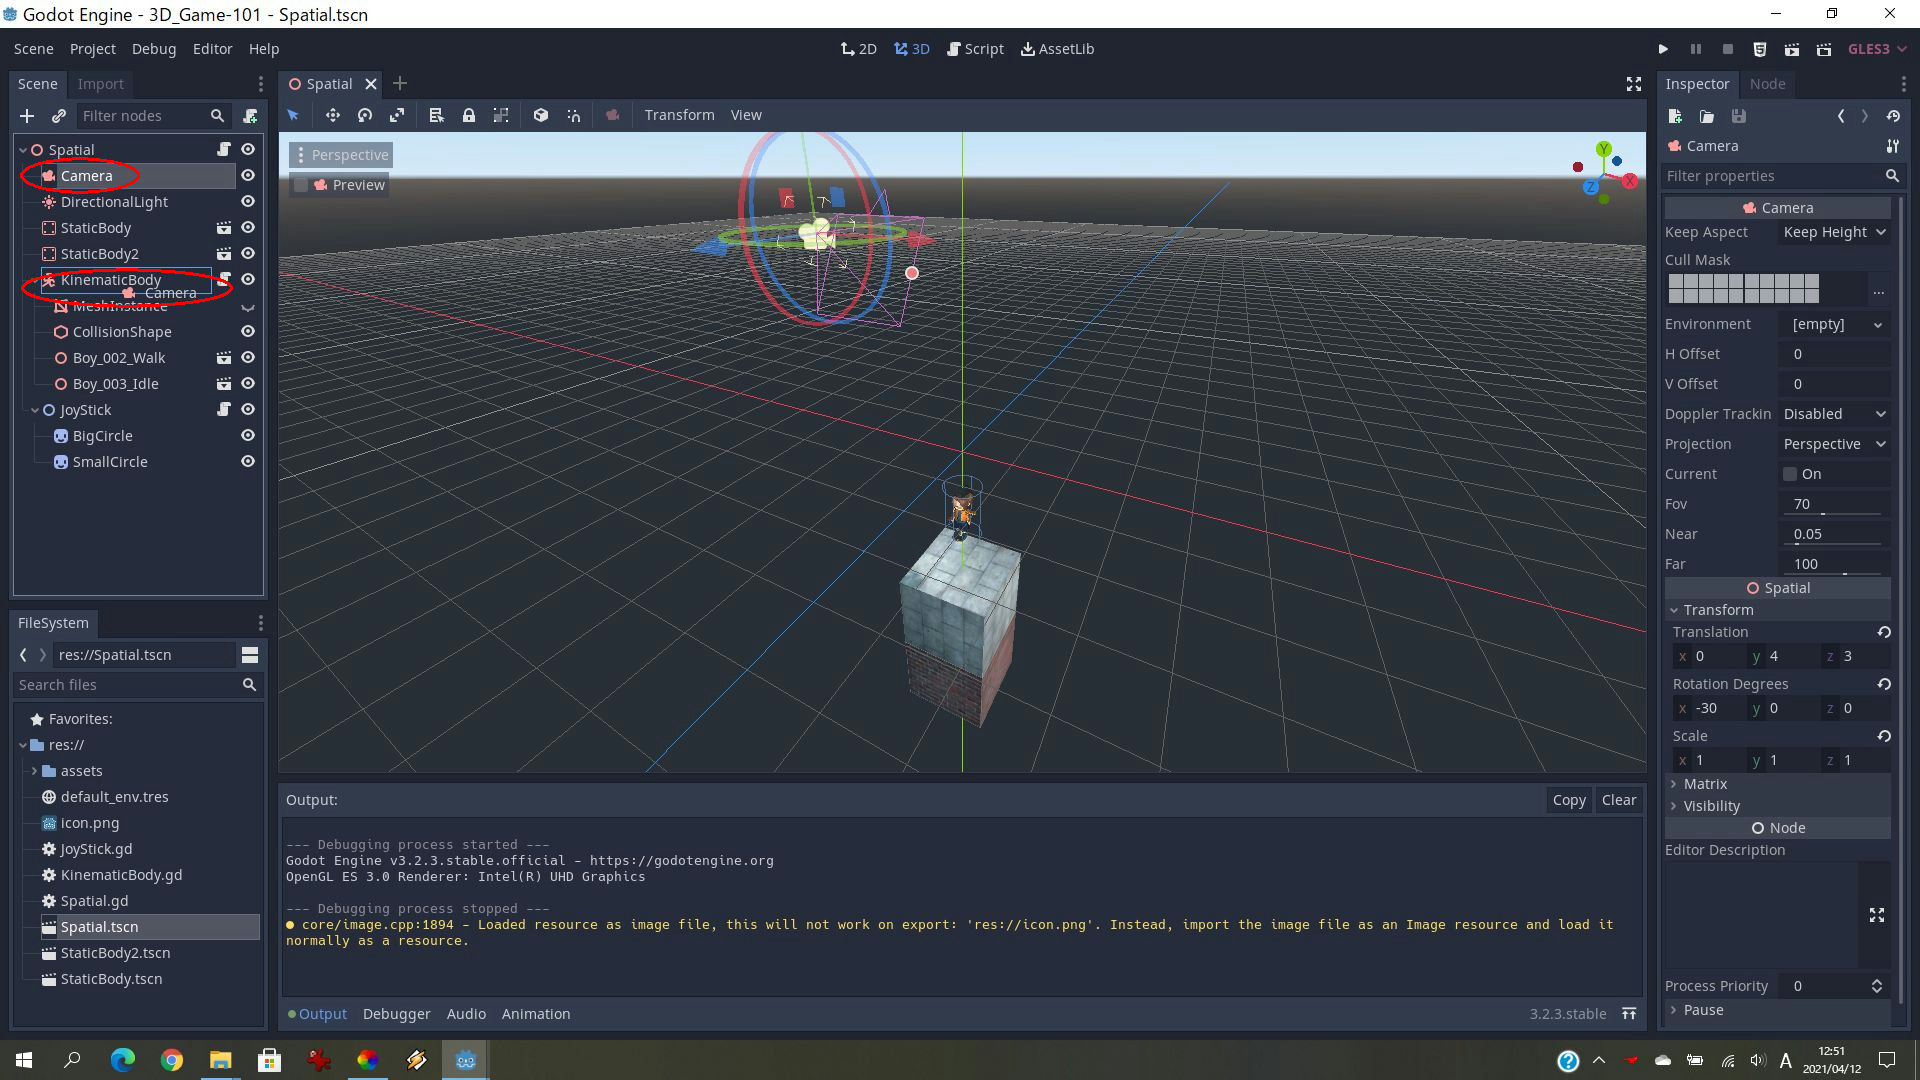 Godot Engine - 3D_Game-101 - Spatial.tscn
Scene Project Debug Editor Help
2D 3D Script AssetLib
GLES3
Scene Import
Filter nodes
Spatial
Camera
DirectionalLight
StaticBody
StaticBody2
KinematicBody
Camera
MeshInstance
CollisionShape
Boy_002_Walk
Boy_003_Idle
JoyStick
BigCircle
SmallCircle
FileSystem
res://Spatial.tscn
Search files
Favorites:
res://
assets
default_env.tres
icon.png
JoyStick.gd
KinematicBody.gd
Spatial.gd
Spatial.tscn
StaticBody2.tscn
StaticBody.tscn
Spatial
Transform View
Perspective
Preview
Y
X
Z
Output:
Copy Clear
--- Debugging process started ---
Godot Engine v3.2.3.stable.official - https://godotengine.org
OpenGL ES 3.0 Renderer: Intel(R) UHD Graphics
--- Debugging process stopped ---
core/image.cpp:1894 - Loaded resource as image file, this will not work on export: 'res://icon.png'. Instead, import the image file as an Image resource and load it
normally as a resource.
Output Debugger Audio Animation
3.2.3.stable
Inspector Node
Camera
Filter properties
Camera
Keep Aspect Keep Height
Cull Mask
...
Environment [empty]
H Offset 0
V Offset 0
Doppler Trackin Disabled
Projection Perspective
Current On
Fov 70
Near 0.05
Far 100
Spatial
Transform
Translation
x 0 y 4 z 3
Rotation Degrees
x -30 y 0 z 0
Scale
x 1 y 1 z 1
Matrix
Visibility
Node
Editor Description
Process Priority 0
Pause
A
12:51
2021/04/12